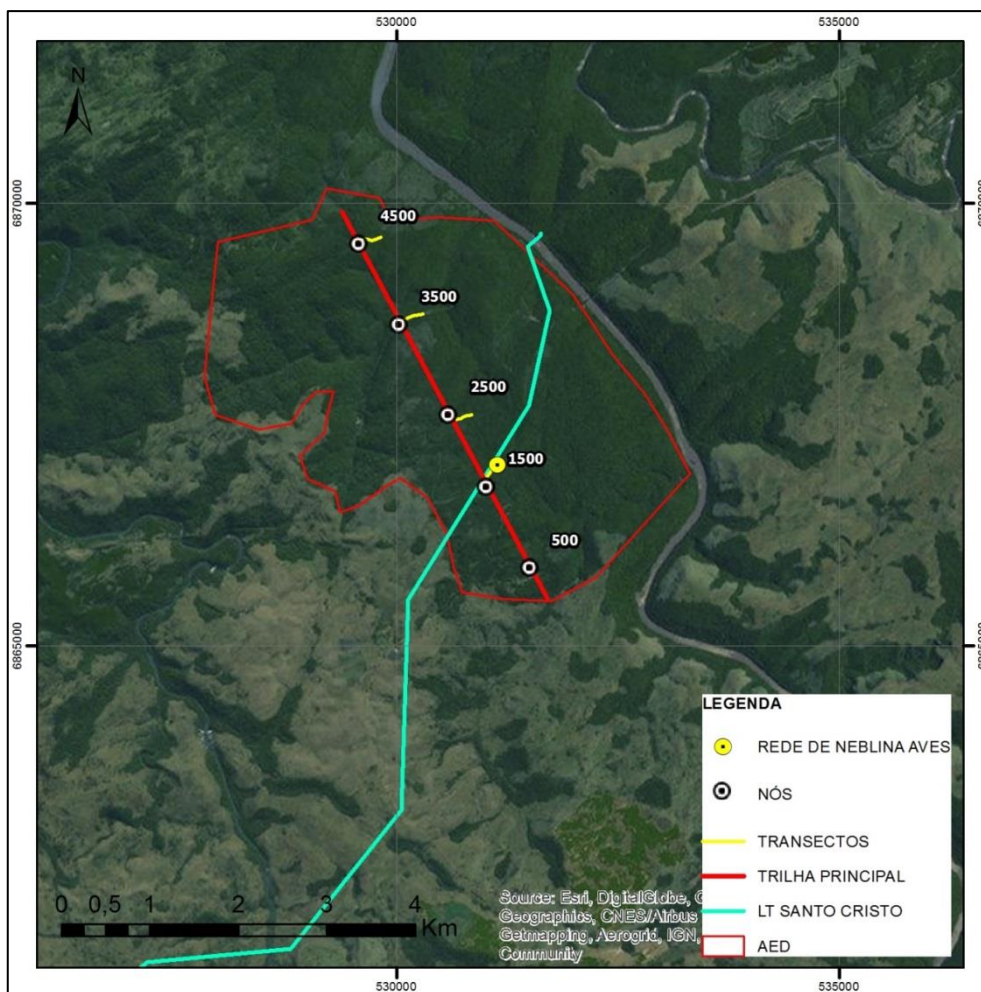 530000
535000
N
6870000
6870000
4500
3500
2500
1500
500
6865000
6865000
LEGENDA
REDE DE NEBLINA AVES
NÓS
TRANSECTOS
TRILHA PRINCIPAL
LT SANTO CRISTO
AED
0 0,5 1 2 3 4
Km
Source: Esri, DigitalGlobe,
Geographics, CNES/Airbus
Getmapping, Aerogrid, IGN,
Community
530000
535000